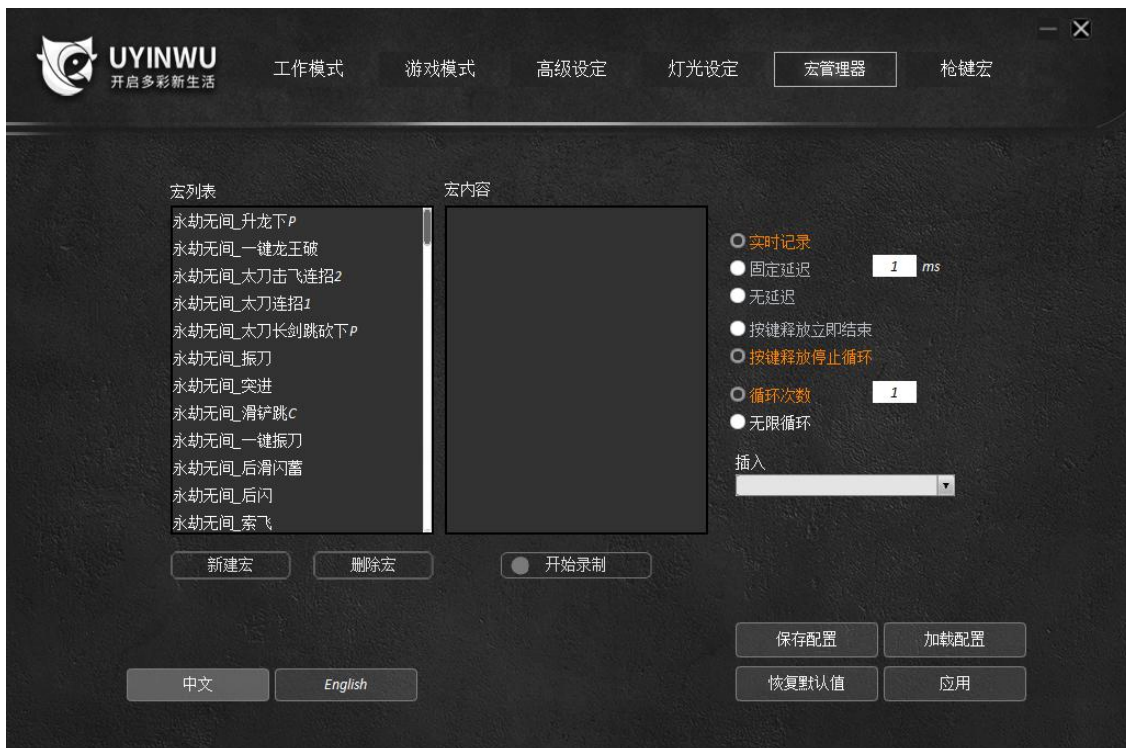 UYINWU
开启多彩新生活
工作模式 游戏模式 高级设定 灯光设定 宏管理器 枪键宏
宏列表 宏内容
永劫无间_升龙下P
永劫无间_一键龙王破
永劫无间_太刀击飞连招2
永劫无间_太刀连招1
永劫无间_太刀长剑跳砍下P
永劫无间_振刀
永劫无间_突进
永劫无间_滑铲跳C
永劫无间_一键振刀
永劫无间_后滑闪蓄
永劫无间_后闪
永劫无间_索飞
实时记录
固定延迟 1 ms
无延迟
按键释放立即结束
按键释放停止循环
循环次数 1
无限循环
插入
新建宏 删除宏 开始录制
保存配置 加载配置
中文 English 恢复默认值 应用